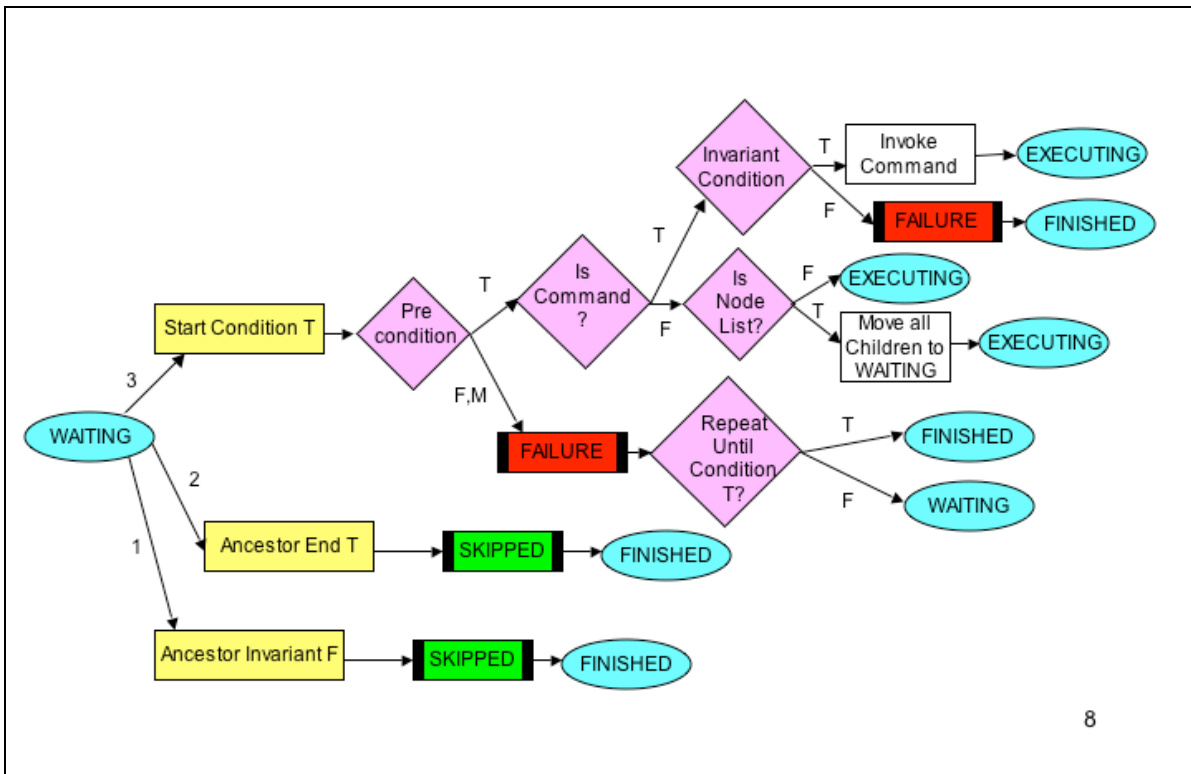 Invariant
Condition
T
Invoke
Command
EXECUTING
F
FAILURE
FINISHED
T
Is
Command
?
T
F
Is
Node
List?
F
EXECUTING
T
Move all
Children to
WAITING
EXECUTING
Start Condition T
Pre
condition
3
F,M
WAITING
FAILURE
Repeat
Until
Condition
T?
T
FINISHED
F
WAITING
2
Ancestor End T
SKIPPED
FINISHED
1
Ancestor Invariant F
SKIPPED
FINISHED
8